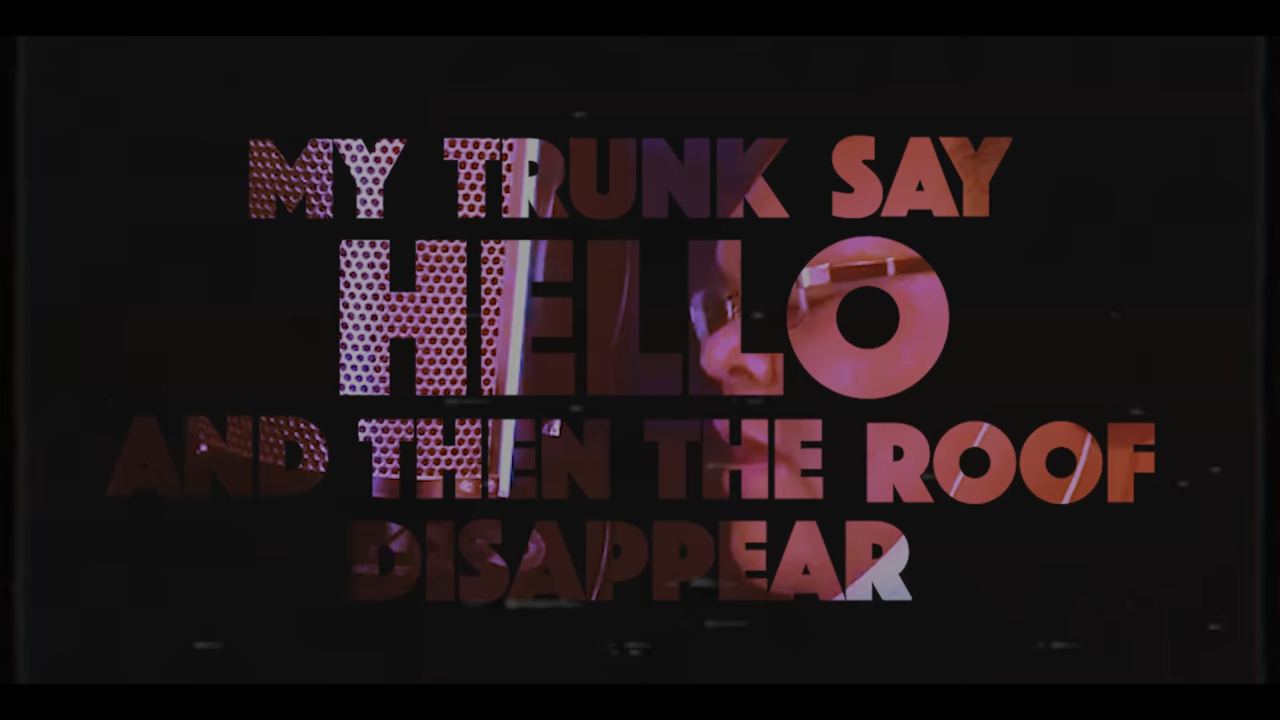 MY TRUNK SAY
HELLO
AND THEN THE ROOF
DISAPPEAR